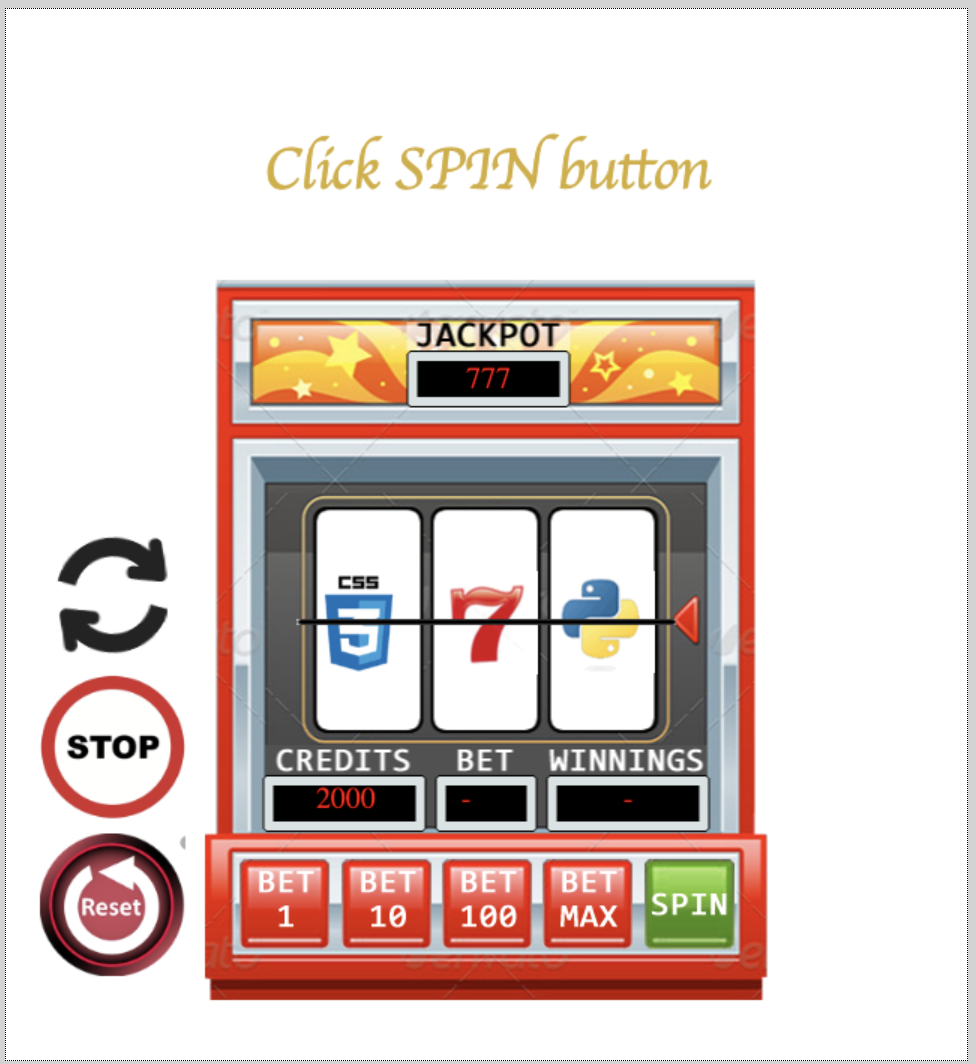 Click SPIN button
JACKPOT
777
CSS
3
7
STOP
CREDITS BET WINNINGS
2000 - -
Reset
BET 1
BET 10
BET 100
BET MAX
SPIN